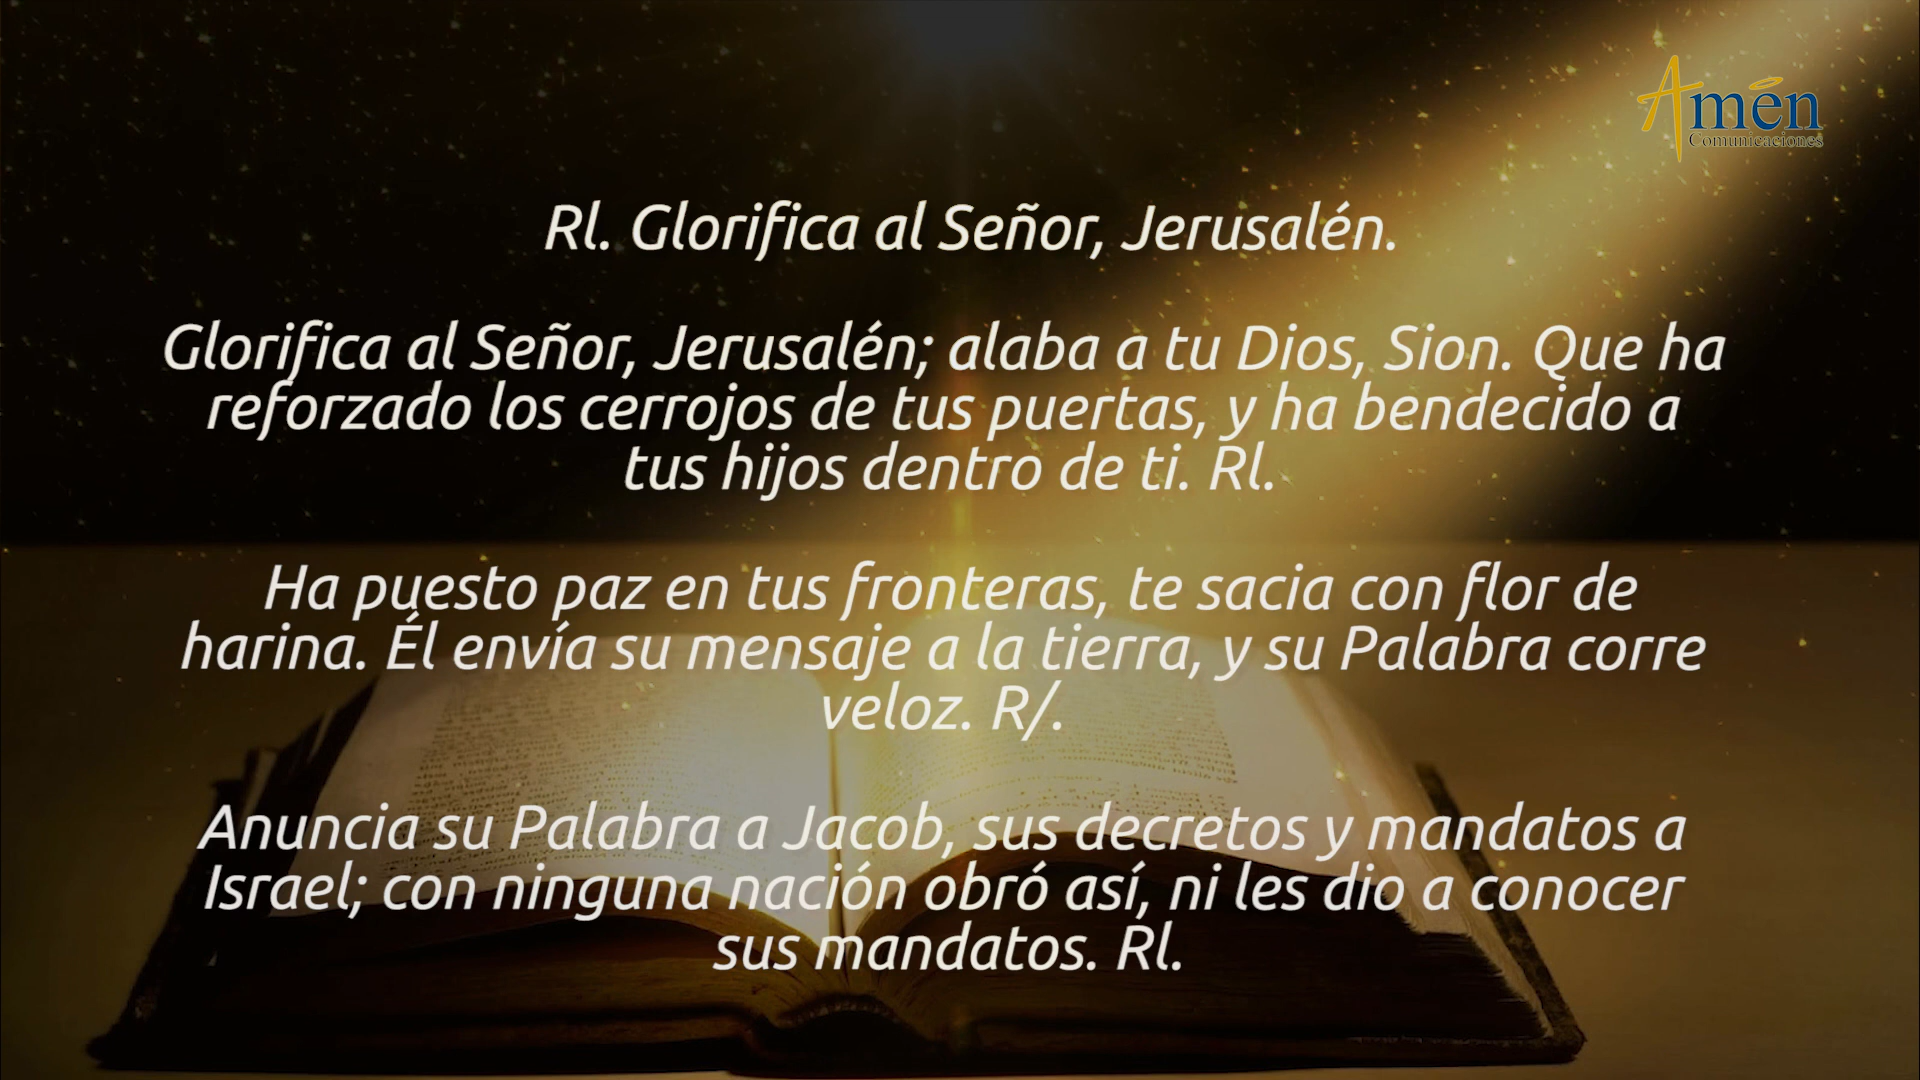 Amén
Comunicaciones
Rl. Glorifica al Señor, Jerusalén.
Glorifica al Señor, Jerusalén; alaba a tu Dios, Sion. Que ha
reforzado los cerrojos de tus puertas, y ha bendecido a
tus hijos dentro de ti. Rl.
Ha puesto paz en tus fronteras, te sacia con flor de
harina. Él envía su mensaje a la tierra, y su Palabra corre
veloz. R/.
Anuncia su Palabra a Jacob, sus decretos y mandatos a
Israel; con ninguna nación obró así, ni les dio a conocer
sus mandatos. Rl.